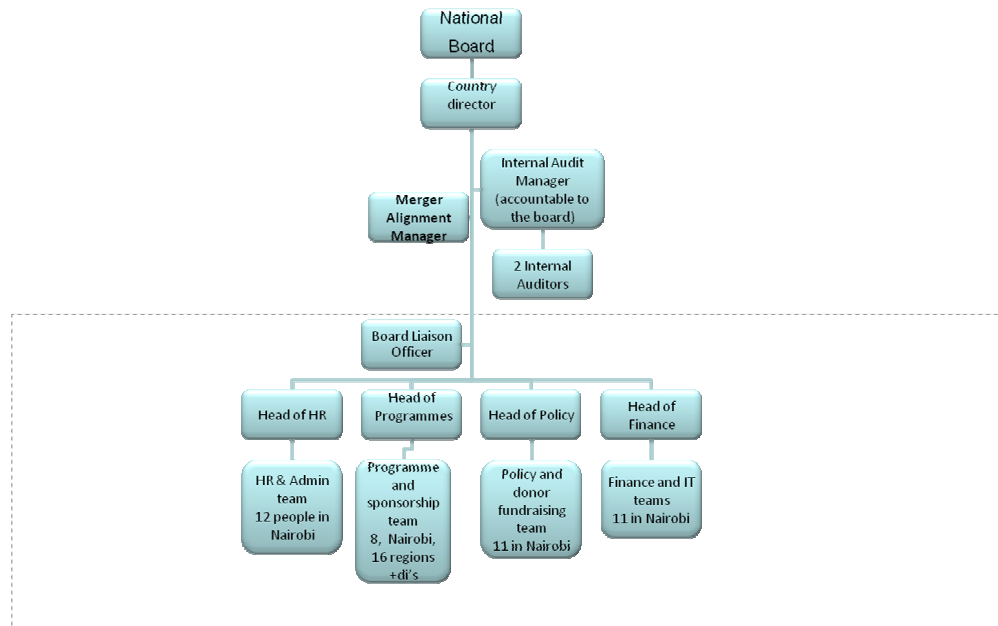 National
Board
Country
director
Internal Audit
Manager
(accountable to
the board)
Merger
Alignment
Manager
2 Internal
Auditors
Board Liaison
Officer
Head of HR
Head of
Programmes
Head of Policy
Head of
Finance
HR & Admin
team
12 people in
Nairobi
Programme
and
sponsorship
team
8, Nairobi,
16 regions
+di's
Policy and
donor
fundraising
team
11 in Nairobi
Finance and IT
teams
11 in Nairobi